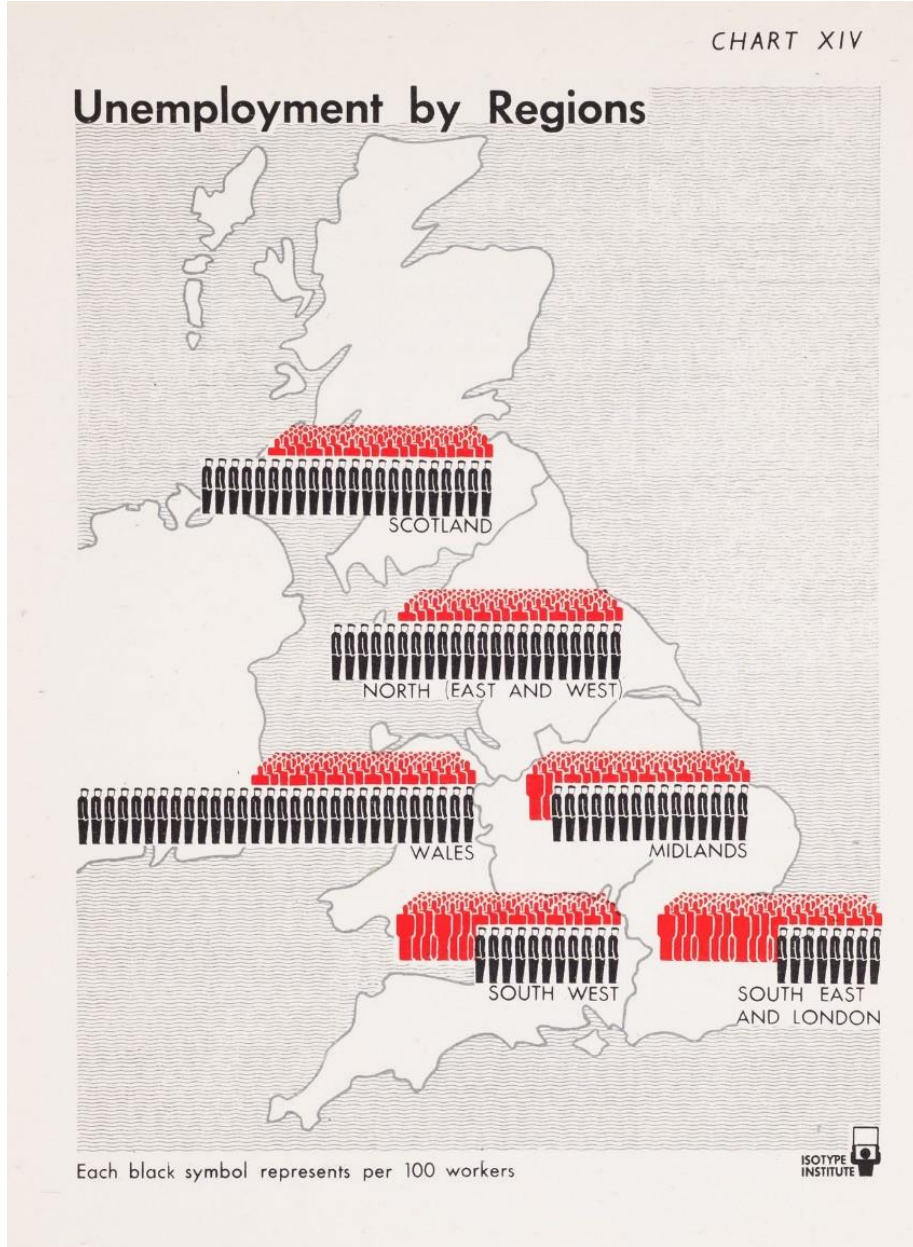 CHART XIV
Unemployment by Regions
SCOTLAND
NORTH (EAST AND WEST)
WALES
MIDLANDS
SOUTH WEST
SOUTH EAST
AND LONDON
Each black symbol represents per 100 workers
ISOTYPE
INSTITUTE